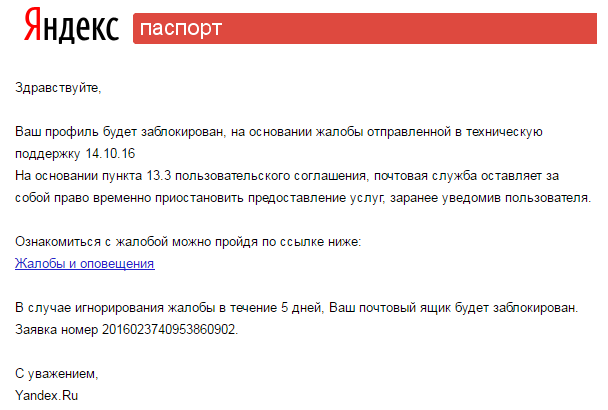 Яндекс паспорт
Здравствуйте,
Ваш профиль будет заблокирован, на основании жалобы отправленной в техническую
поддержку 14.10.16
На основании пункта 13.3 пользовательского соглашения, почтовая служба оставляет за
собой право временно приостановить предоставление услуг, заранее уведомив пользователя.
Ознакомиться с жалобой можно пройдя по ссылке ниже:
Жалобы и оповещения
В случае игнорирования жалобы в течение 5 дней, Ваш почтовый ящик будет заблокирован.
Заявка номер 2016023740953860902.
С уважением,
Yandex.Ru